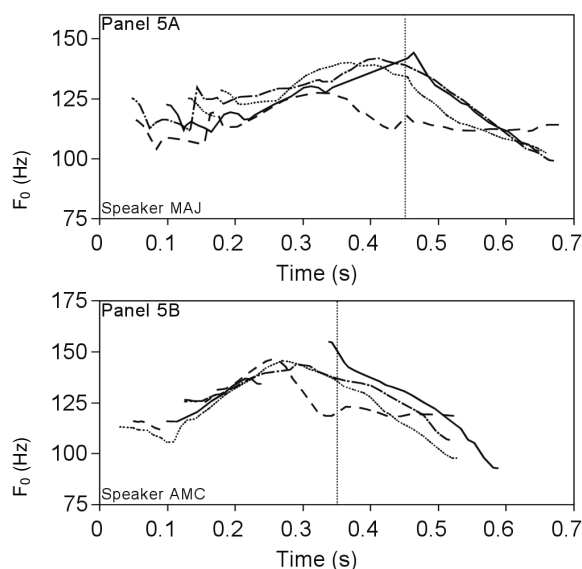 Panel 5A
150
125
100
75
F₀ (Hz)
Speaker MAJ
0 0.1 0.2 0.3 0.4 0.5 0.6 0.7
Time (s)
Panel 5B
175
150
125
100
75
F₀ (Hz)
Speaker AMC
0 0.1 0.2 0.3 0.4 0.5 0.6 0.7
Time (s)